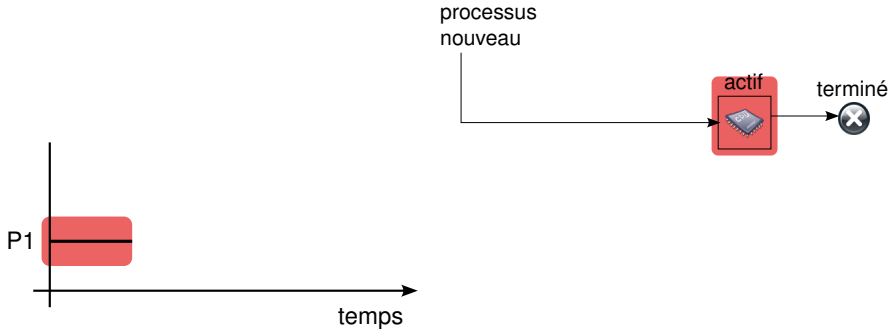 processus
nouveau
actif
terminé
P1
temps